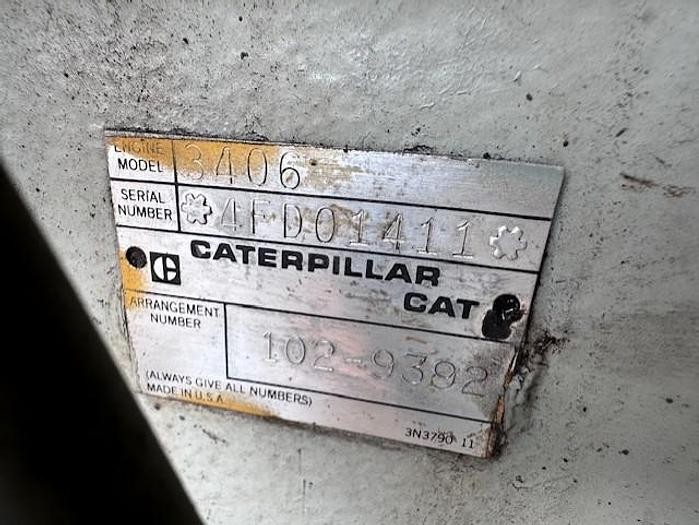 ENGINE
MODEL 3406
SERIAL
NUMBER 4FD01411
CATERPILLAR
C CAT
ARRANGEMENT
NUMBER 102-9392
(ALWAYS GIVE ALL NUMBERS)
MADE IN U.S.A.
3N3790 11